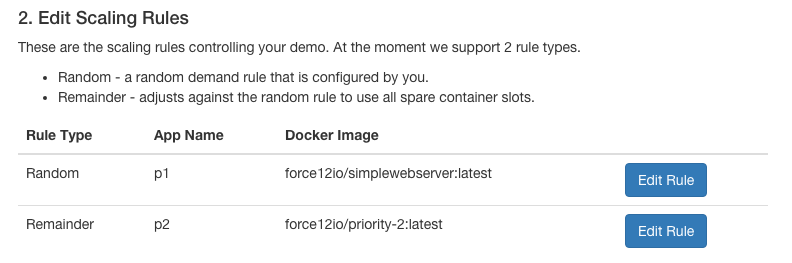 2. Edit Scaling Rules
These are the scaling rules controlling your demo. At the moment we support 2 rule types.
• Random - a random demand rule that is configured by you.
• Remainder - adjusts against the random rule to use all spare container slots.
Rule Type App Name Docker Image
Random p1 force12io/simplewebserver:latest Edit Rule
Remainder p2 force12io/priority-2:latest Edit Rule